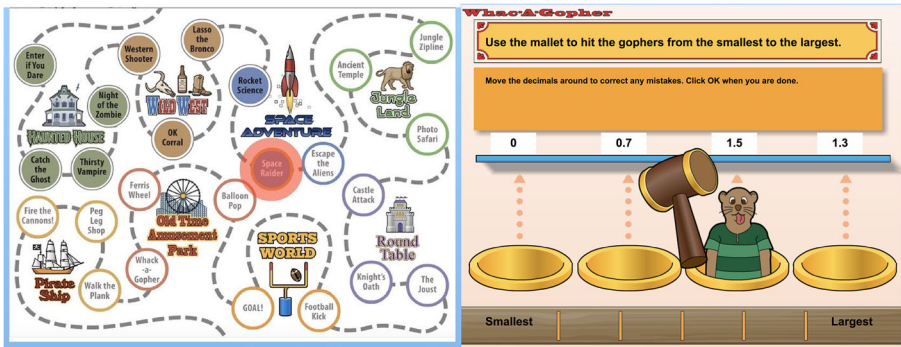 Enter
if You
Dare
Western
Shooter
Lasso
the
Bronco
Jungle
Zipline
Ancient
Temple
Night
of the
Zombie
HAUNTED HOUSE
WILD WEST
Rocket
Science
Jungle
Land
OK
Corral
SPACE
ADVENTURE
Photo
Safari
Catch
the
Ghost
Thirsty
Vampire
Space
Raider
Escape
the
Aliens
Ferris
Wheel
Balloon
Pop
Castle
Attack
Fire the
Cannons!
Peg
Leg
Shop
Old Time
Amusement
Park
SPORTS
WORLD
Round
Table
Whack
-a-
Gopher
Pirate
Ship
Walk the
Plank
Knight's
Oath
The
Joust
GOAL!
Football
Kick
Whac-A-Gopher
Use the mallet to hit the gophers from the smallest to the largest.
Move the decimals around to correct any mistakes. Click OK when you are done.
0 0.7 1.5 1.3
Smallest Largest